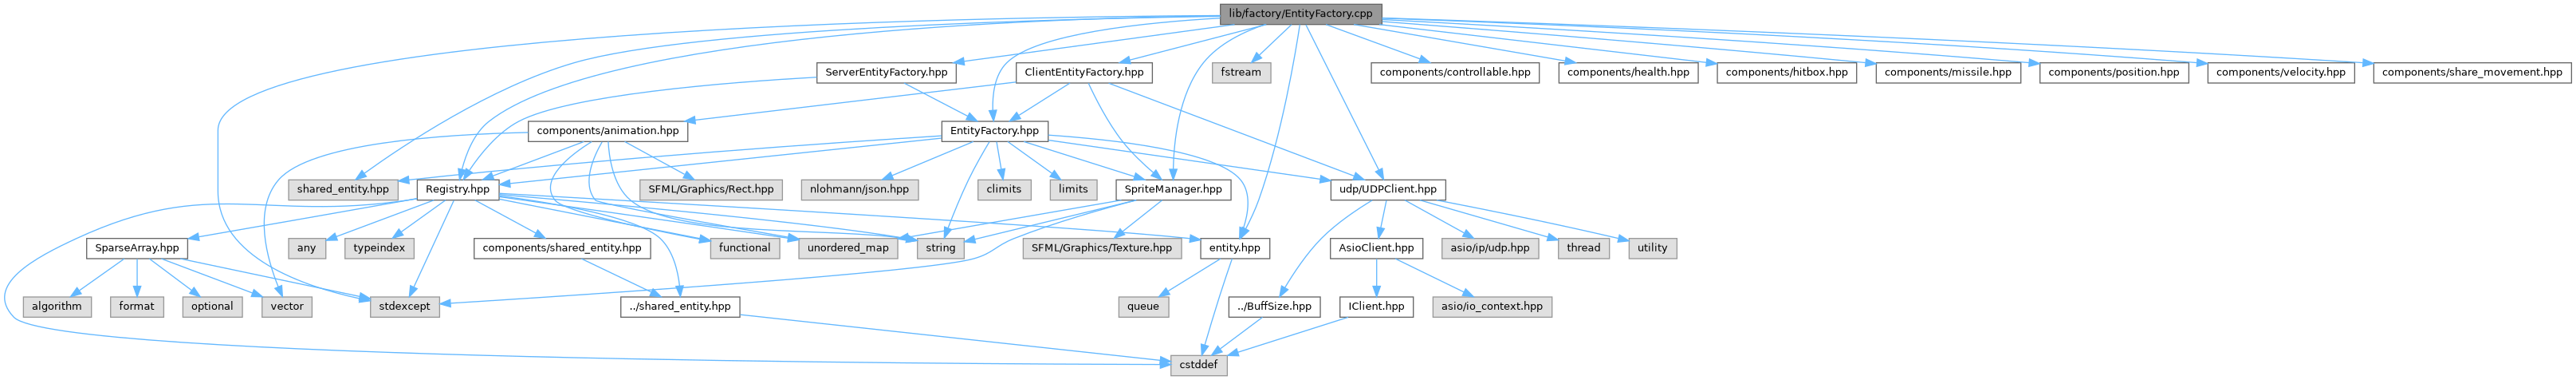 lib/factory/EntityFactory.cpp
ServerEntityFactory.hpp
ClientEntityFactory.hpp
fstream
components/controllable.hpp
components/health.hpp
components/hitbox.hpp
components/missile.hpp
components/position.hpp
components/velocity.hpp
components/share_movement.hpp
components/animation.hpp
EntityFactory.hpp
shared_entity.hpp
Registry.hpp
SFML/Graphics/Rect.hpp
nlohmann/json.hpp
climits
limits
SpriteManager.hpp
udp/UDPClient.hpp
SparseArray.hpp
any
typeindex
components/shared_entity.hpp
functional
unordered_map
string
SFML/Graphics/Texture.hpp
entity.hpp
AsioClient.hpp
asio/ip/udp.hpp
thread
utility
algorithm
format
optional
vector
stdexcept
../shared_entity.hpp
queue
../BuffSize.hpp
IClient.hpp
asio/io_context.hpp
cstddef